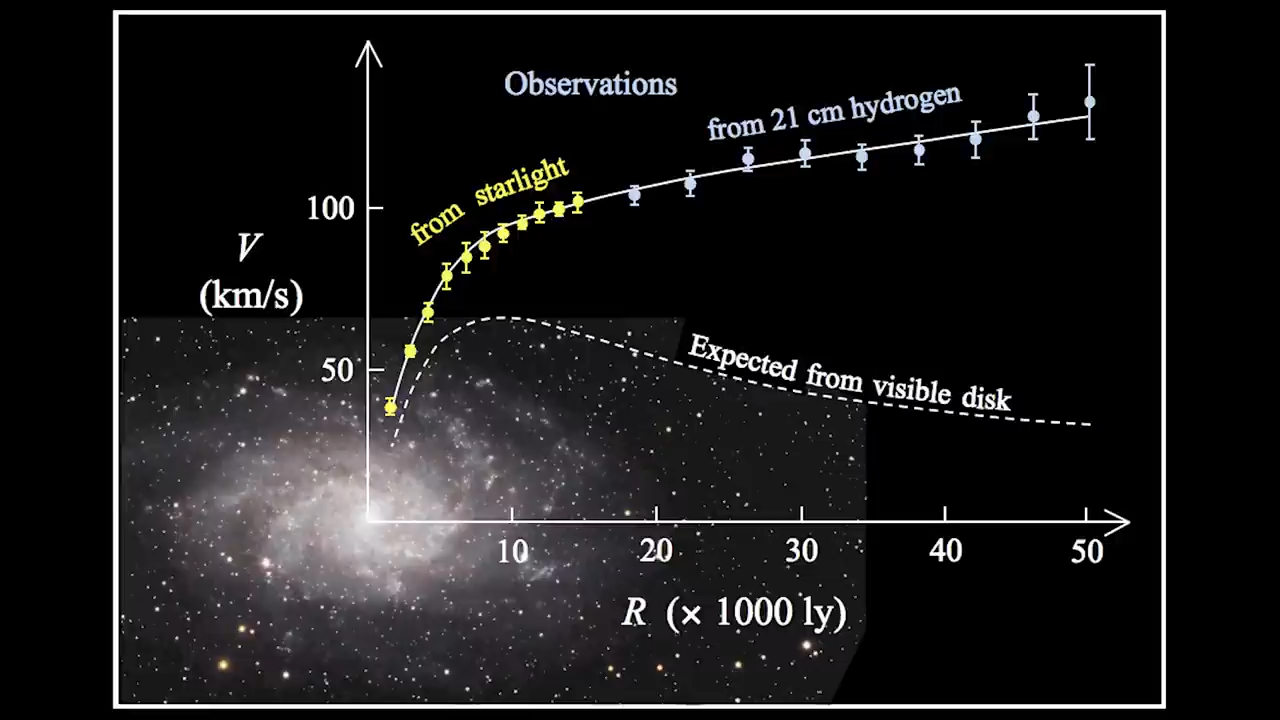 Observations
from 21 cm hydrogen
from starlight
100
V
(km/s)
50
Expected from visible disk
10
20
30
40
50
R (× 1000 ly)